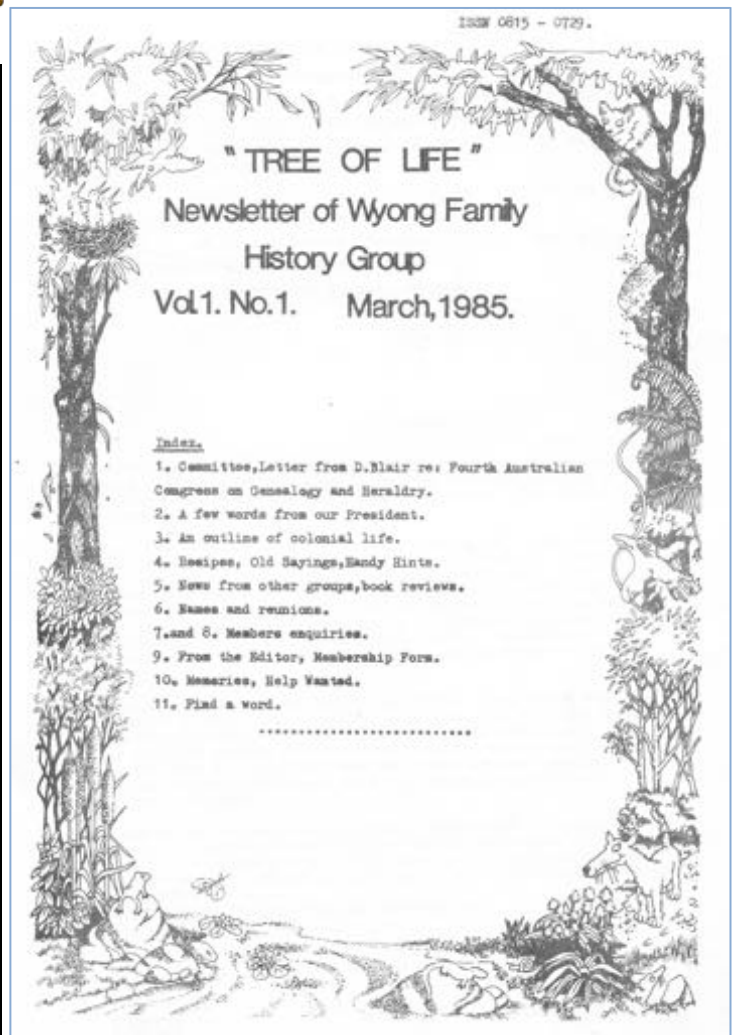 ISSN 0815 - 0729.
" TREE OF LIFE "
Newsletter of Wyong Family
History Group
Vol.1. No.1. March,1985.
Index.
1. Committee,Letter from D.Blair re: Fourth Australian
Congress on Genealogy and Heraldry.
2. A few words from our President.
3. An outline of colonial life.
4. Recipes, Old Sayings,Handy Hints.
5. News from other groups,book reviews.
6. Names and reunions.
7.and 8. Members enquiries.
9. From the Editor, Membership Form.
10. Memories, Help Wanted.
11. Find a word.